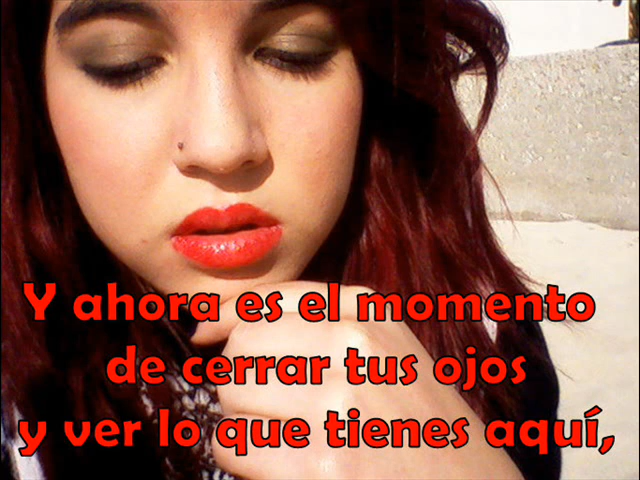 Y ahora es el momento
de cerrar tus ojos
y ver lo que tienes aquí,